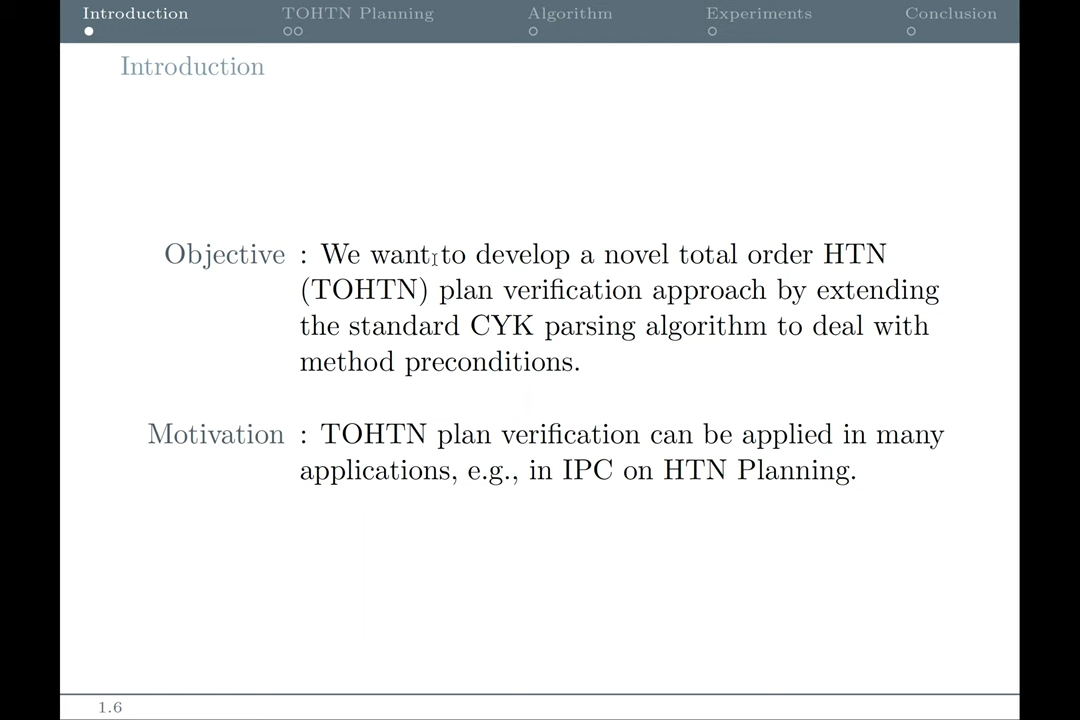 Introduction TOHTN Planning Algorithm Experiments Conclusion
Introduction
Objective : We want to develop a novel total order HTN
(TOHTN) plan verification approach by extending
the standard CYK parsing algorithm to deal with
method preconditions.
Motivation : TOHTN plan verification can be applied in many
applications, e.g., in IPC on HTN Planning.
1.6